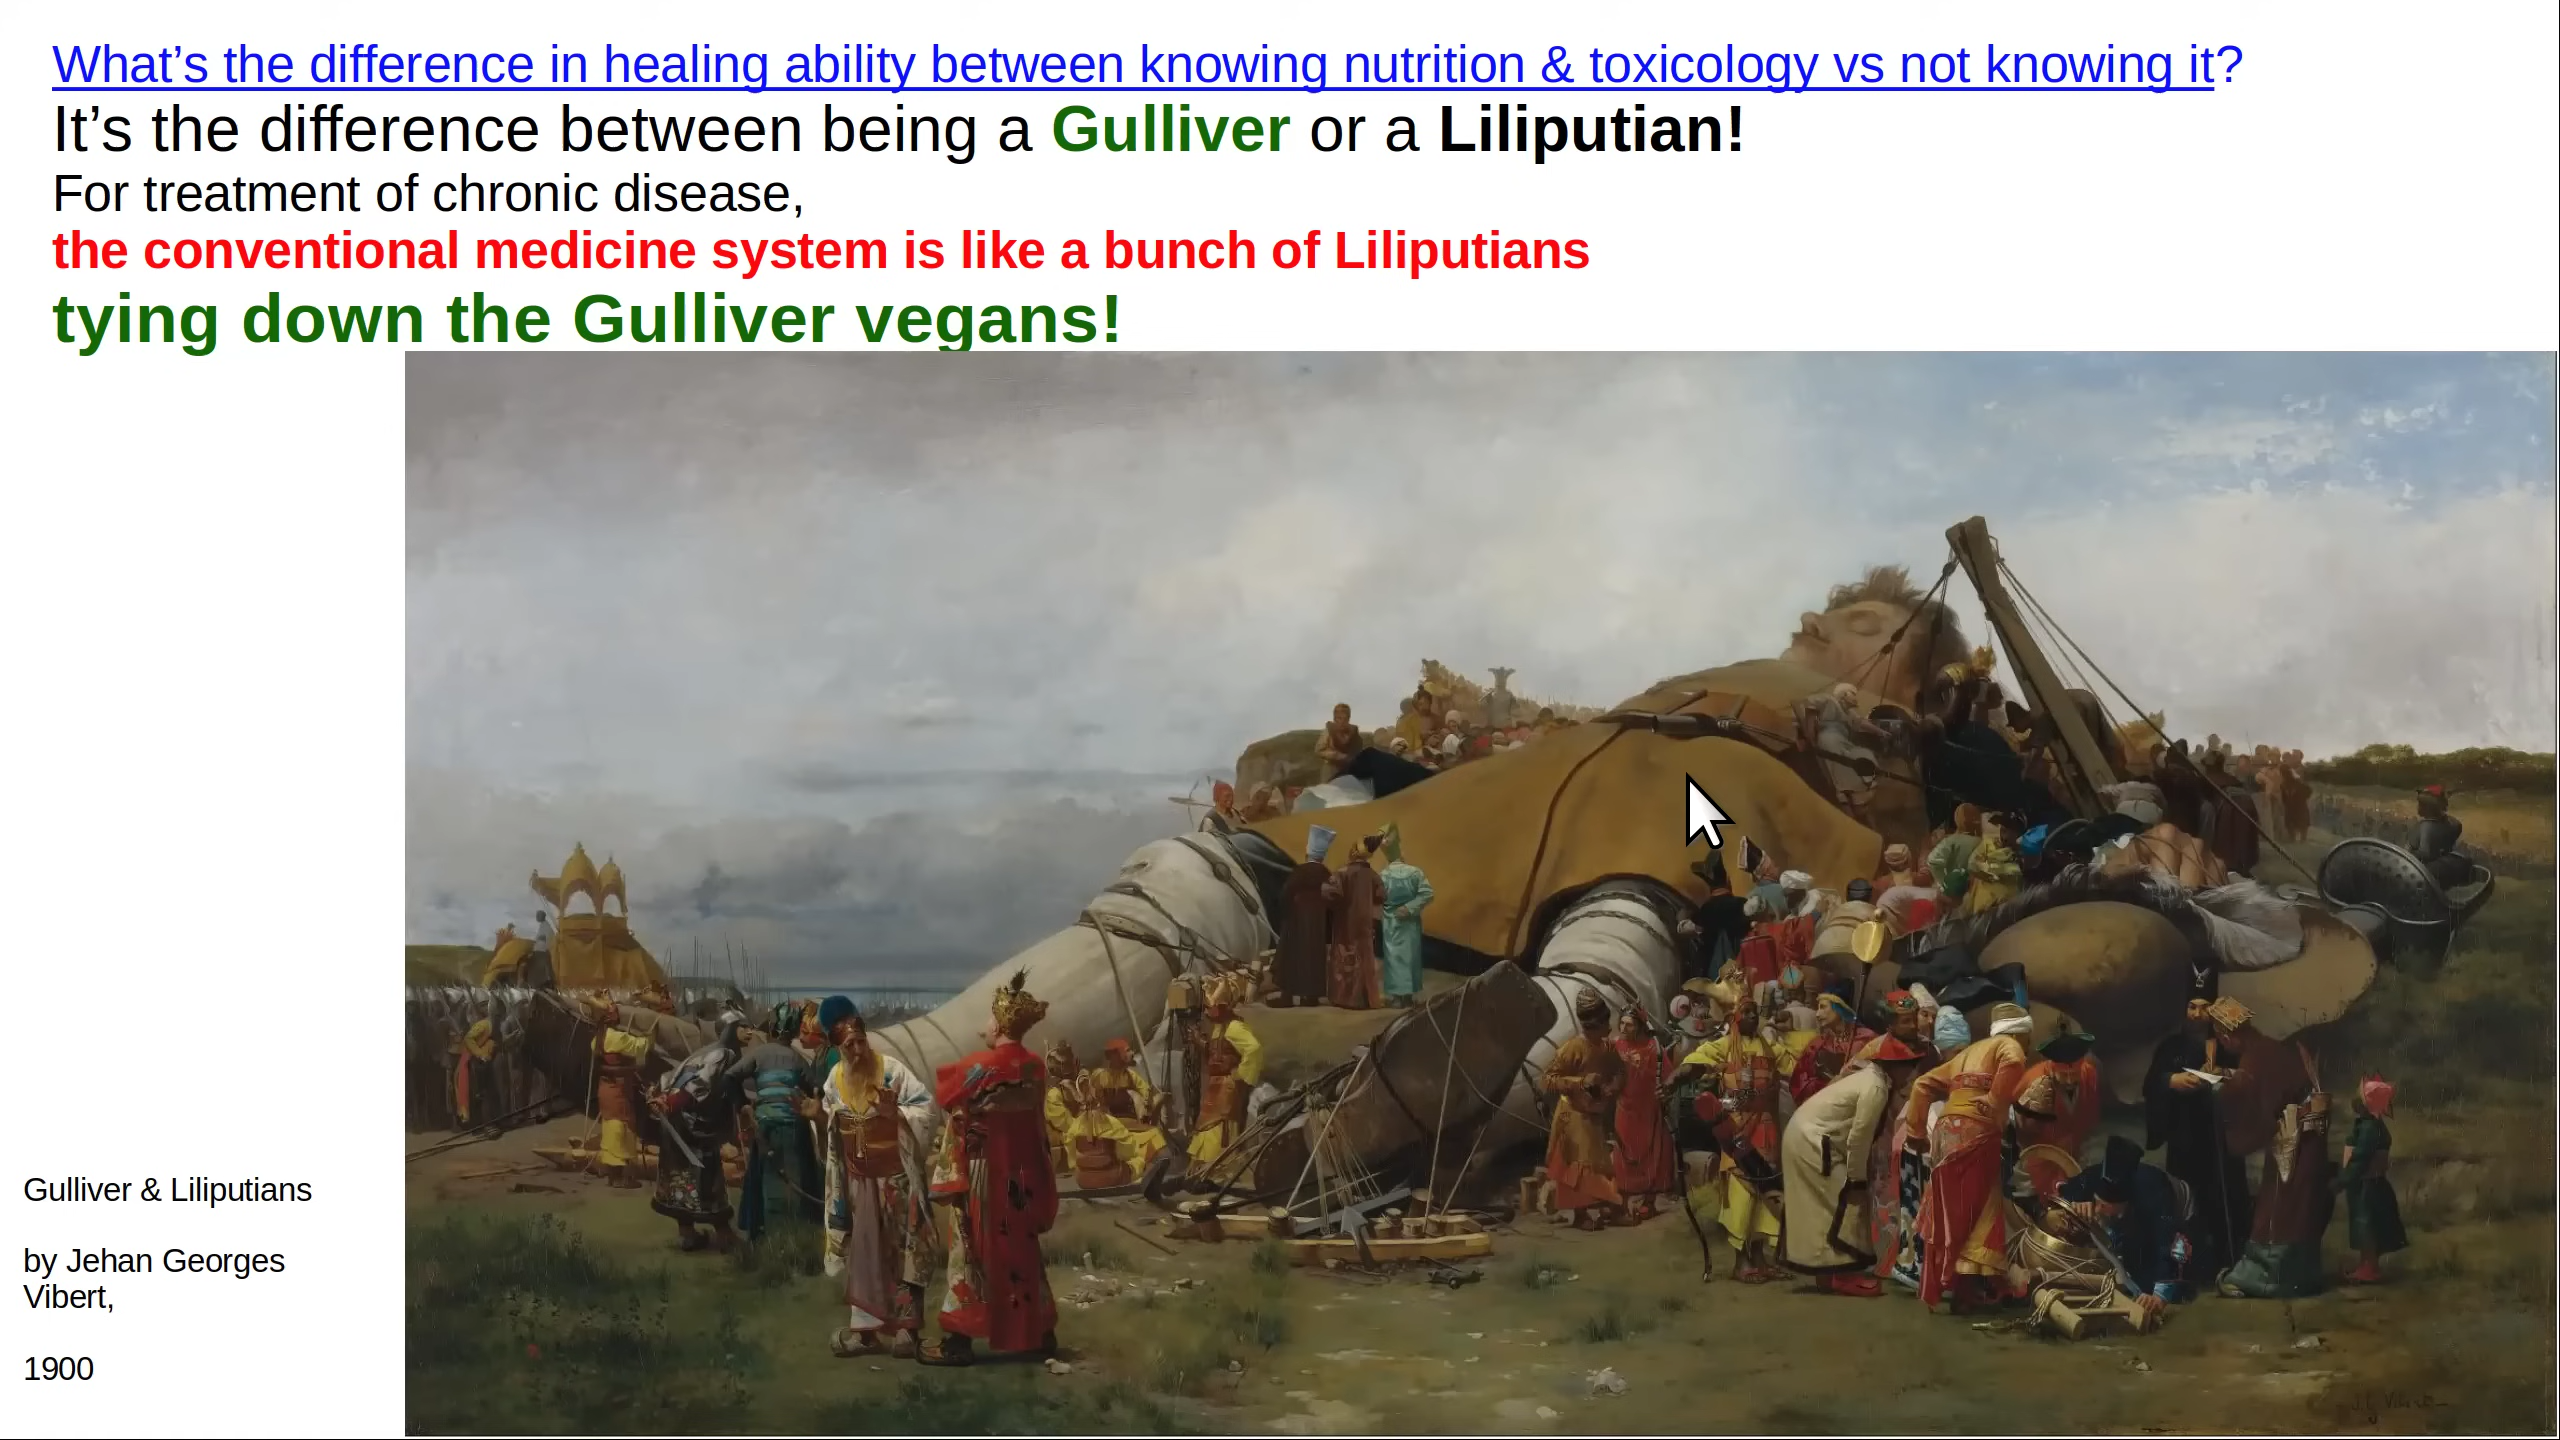 What’s the difference in healing ability between knowing nutrition & toxicology vs not knowing it?
It’s the difference between being a Gulliver or a Liliputian!
For treatment of chronic disease,
the conventional medicine system is like a bunch of Liliputians
tying down the Gulliver vegans!
Gulliver & Liliputians
by Jehan Georges
Vibert,
1900